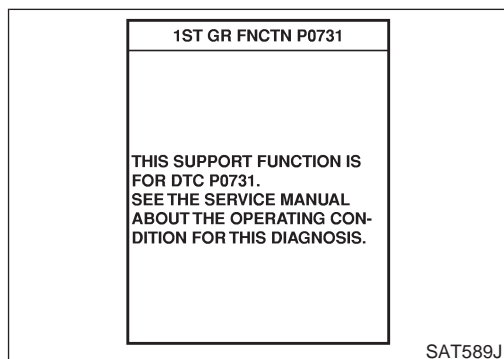 1ST GR FNCTN P0731
THIS SUPPORT FUNCTION IS
FOR DTC P0731.
SEE THE SERVICE MANUAL
ABOUT THE OPERATING CON-
DITION FOR THIS DIAGNOSIS.
SAT589J